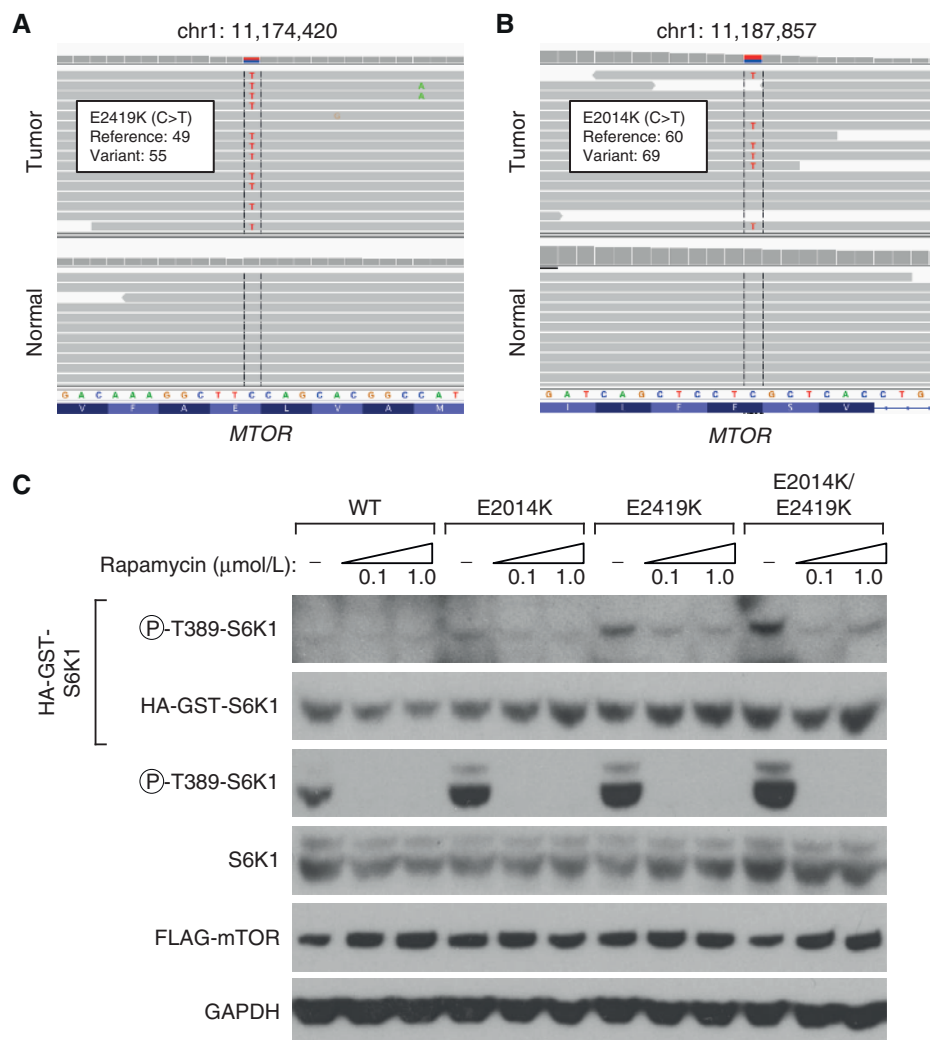 A
chr1: 11,174,420
Tumor
E2419K (C>T)
Reference: 49
Variant: 55
T
T
T
T
T
T
T
T
T
T
T
A
A
G
Normal
G A C A A A G G C T T C C A G C A C G G C C A T
V F A E L V A M
MTOR
B
chr1: 11,187,857
Tumor
E2014K (C>T)
Reference: 60
Variant: 69
T
T
T
T
T
T
Normal
G A T C A G C T C C T C G C T C A C C T G
I L E E S V
MTOR
C
WT E2014K E2419K E2014K/
E2419K
Rapamycin (μmol/L): – 0.1 1.0 – 0.1 1.0 – 0.1 1.0 – 0.1 1.0
HA-GST-
S6K1
Ⓟ-T389-S6K1
HA-GST-S6K1
Ⓟ-T389-S6K1
S6K1
FLAG-mTOR
GAPDH